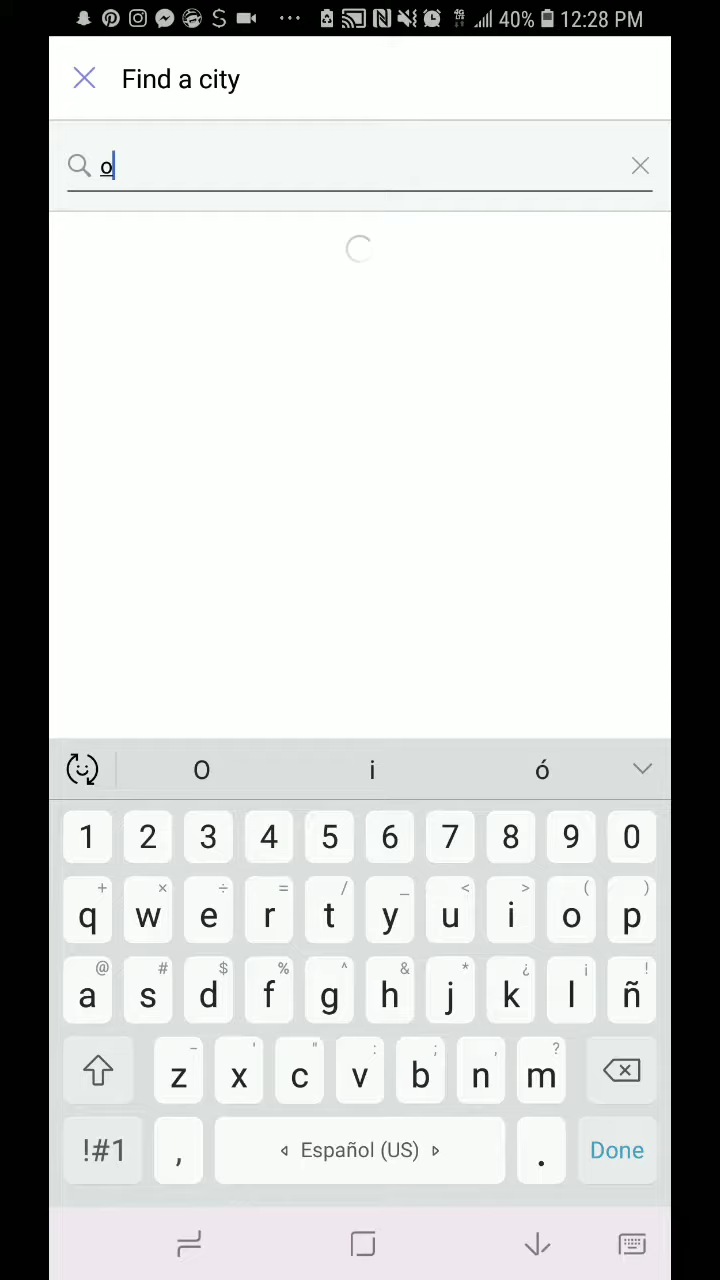 40% 12:28 PM
Find a city
o
O i ó
1 2 3 4 5 6 7 8 9 0
+ × ÷ = / _ < > ( )
q w e r t y u i o p
@ # $ % ^ & * ¿ ¡ !
a s d f g h j k l ñ
- ' " : ; , ?
z x c v b n m
!#1 , Español (US) . Done